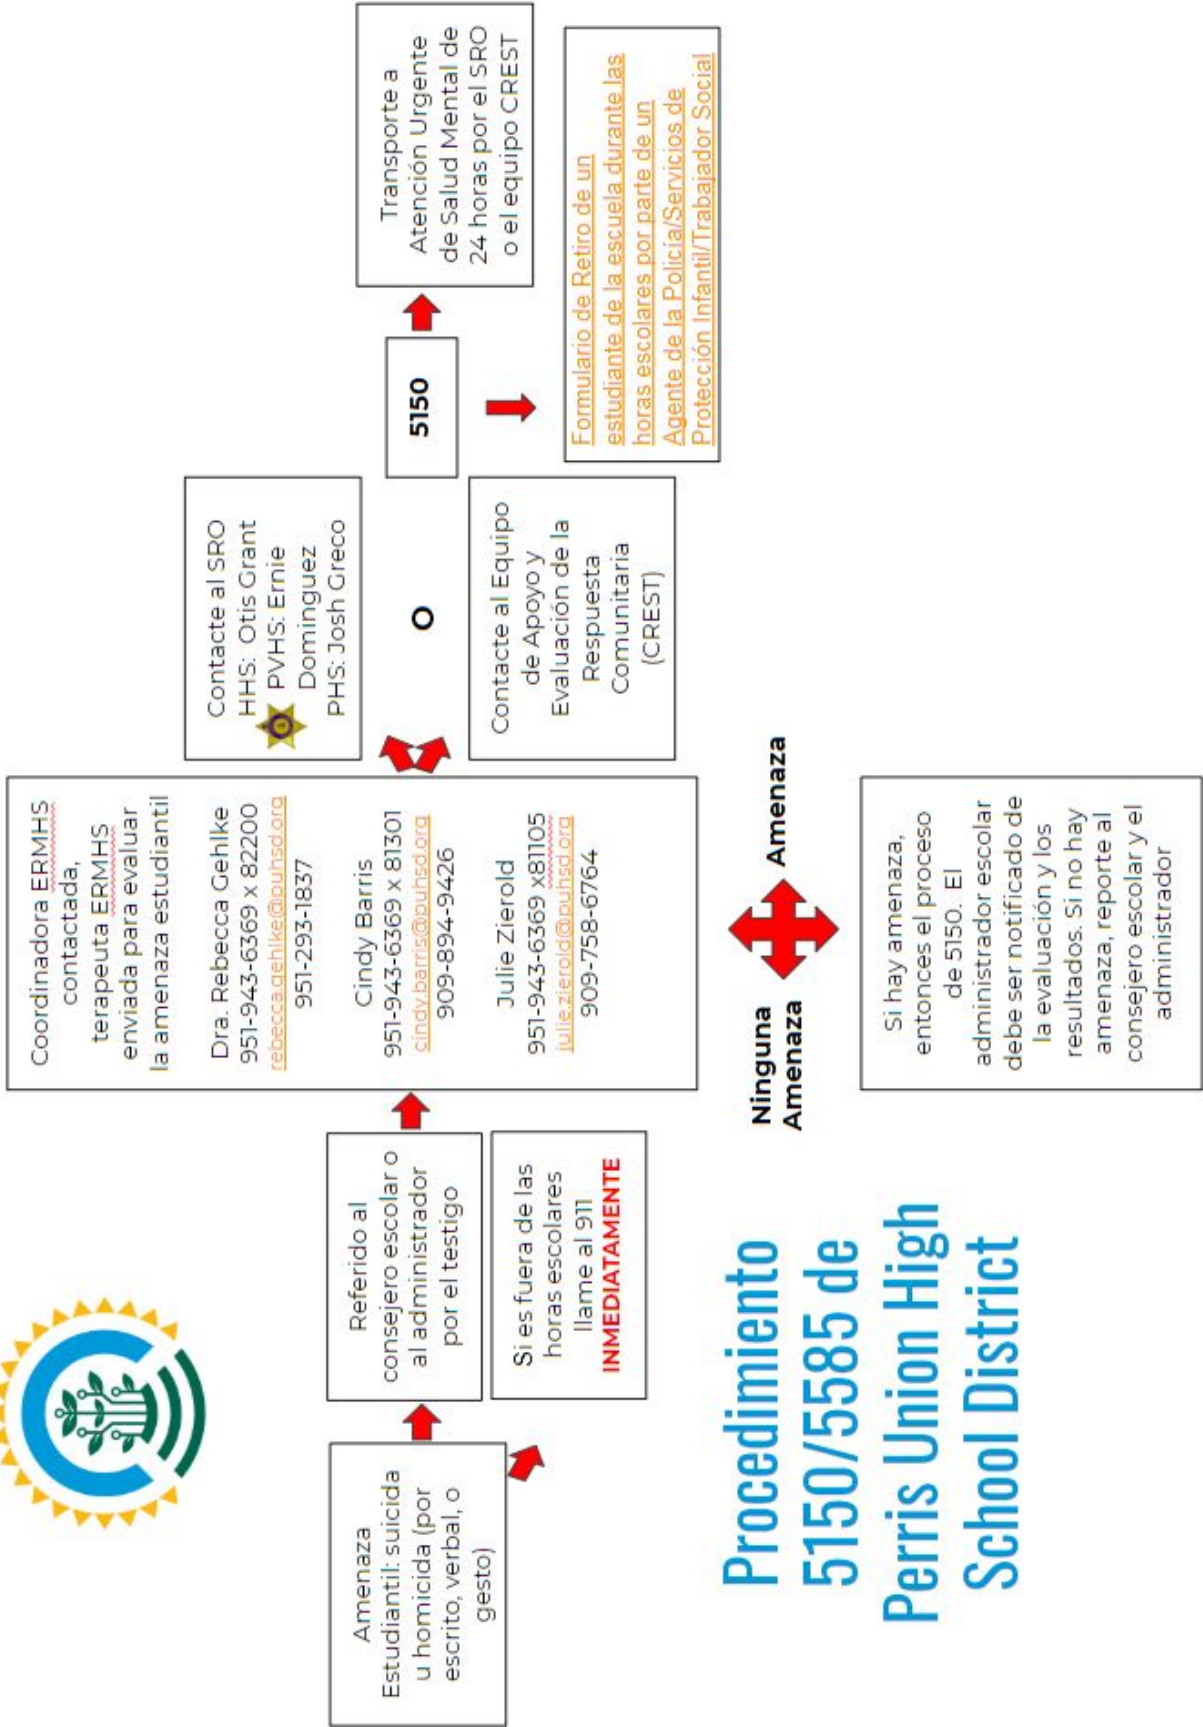 Amenaza
Estudiantil: suicida
u homicida (por
escrito, verbal, o
gesto)
Referido al
consejero escolar o
al administrador
por el testigo
Si es fuera de las
horas escolares
llame al 911
INMEDIATAMENTE
Coordinadora ERMHS
contactada,
terapeuta ERMHS
enviada para evaluar
la amenaza estudiantil
Dra. Rebecca Gehlke
951-943-6369 x 82200
rebecca.gehlke@puhsd.org
951-293-1837
Cindy Barris
951-943-6369 x 81301
cindy.barris@puhsd.org
909-894-9426
Julie Zierold
951-943-6369 x81105
julie.zierold@puhsd.org
909-758-6764
Contacte al SRO
HHS: Otis Grant
PVHS: Ernie
Dominguez
PHS: Josh Greco
O
Contacte al Equipo
de Apoyo y
Evaluación de la
Respuesta
Comunitaria
(CREST)
5150
Transporte a
Atención Urgente
de Salud Mental de
24 horas por el SRO
o el equipo CREST
Formulario de Retiro de un
estudiante de la escuela durante las
horas escolares por parte de un
Agente de la Policía/Servicios de
Protección Infantil/Trabajador Social
Ninguna
Amenaza
Amenaza
Si hay amenaza,
entonces el proceso
de 5150. El
administrador escolar
debe ser notificado de
la evaluación y los
resultados. Si no hay
amenaza, reporte al
consejero escolar y el
administrador
Procedimiento
5150/5585 de
Perris Union High
School District